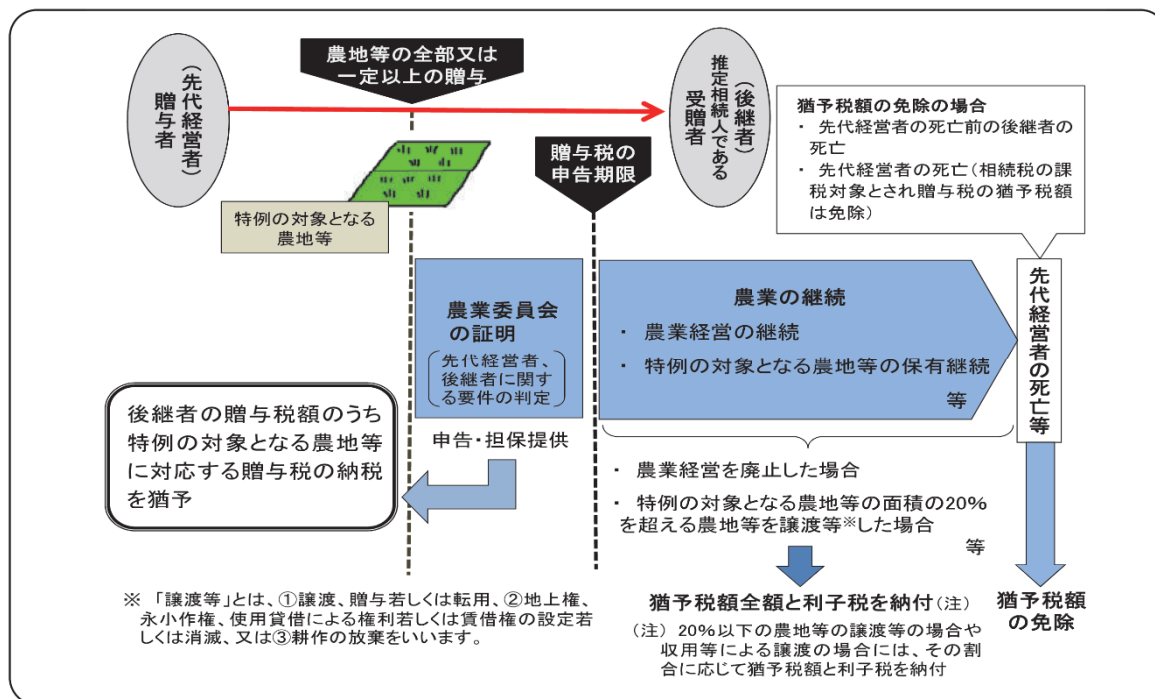 農地等の全部又は
一定以上の贈与
(先代経営者)
贈与者
(後継者)
推定相続人である
受贈者
特例の対象となる
農地等
贈与税の
申告期限
猶予税額の免除の場合
・ 先代経営者の死亡前の後継者の
死亡
・ 先代経営者の死亡(相続税の課
税対象とされ贈与税の猶予税額
は免除)
農業委員会
の証明
先代経営者、
後継者に関す
る要件の判定
農業の継続
・ 農業経営の継続
・ 特例の対象となる農地等の保有継続
等
先代経営者の死亡等
後継者の贈与税額のうち
特例の対象となる農地等
に対応する贈与税の納税
を猶予
申告・担保提供
・ 農業経営を廃止した場合
・ 特例の対象となる農地等の面積の20%
を超える農地等を譲渡等※した場合
等
※ 「譲渡等」とは、①譲渡、贈与若しくは転用、②地上権、
永小作権、使用貸借による権利若しくは賃借権の設定若
しくは消滅、又は③耕作の放棄をいいます。
猶予税額全額と利子税を納付(注)
(注) 20%以下の農地等の譲渡等の場合や
収用等による譲渡の場合には、その割
合に応じて猶予税額と利子税を納付
猶予税額
の免除